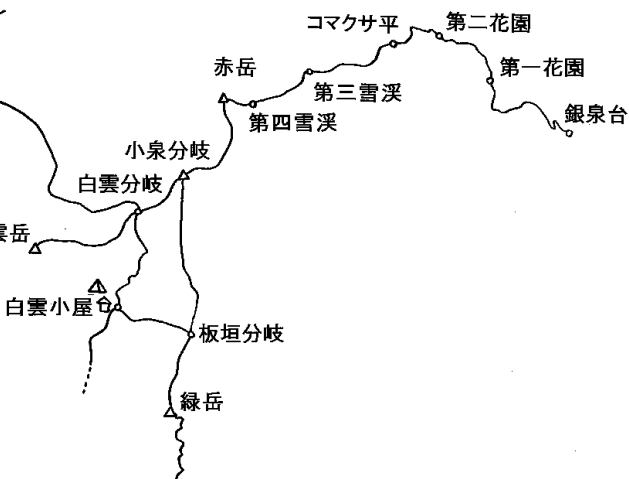 コマクサ平
第二花園
赤岳
第一花園
第三雪渓
銀泉台
第四雪渓
小泉分岐
白雲分岐
雲岳
白雲小屋
板垣分岐
緑岳